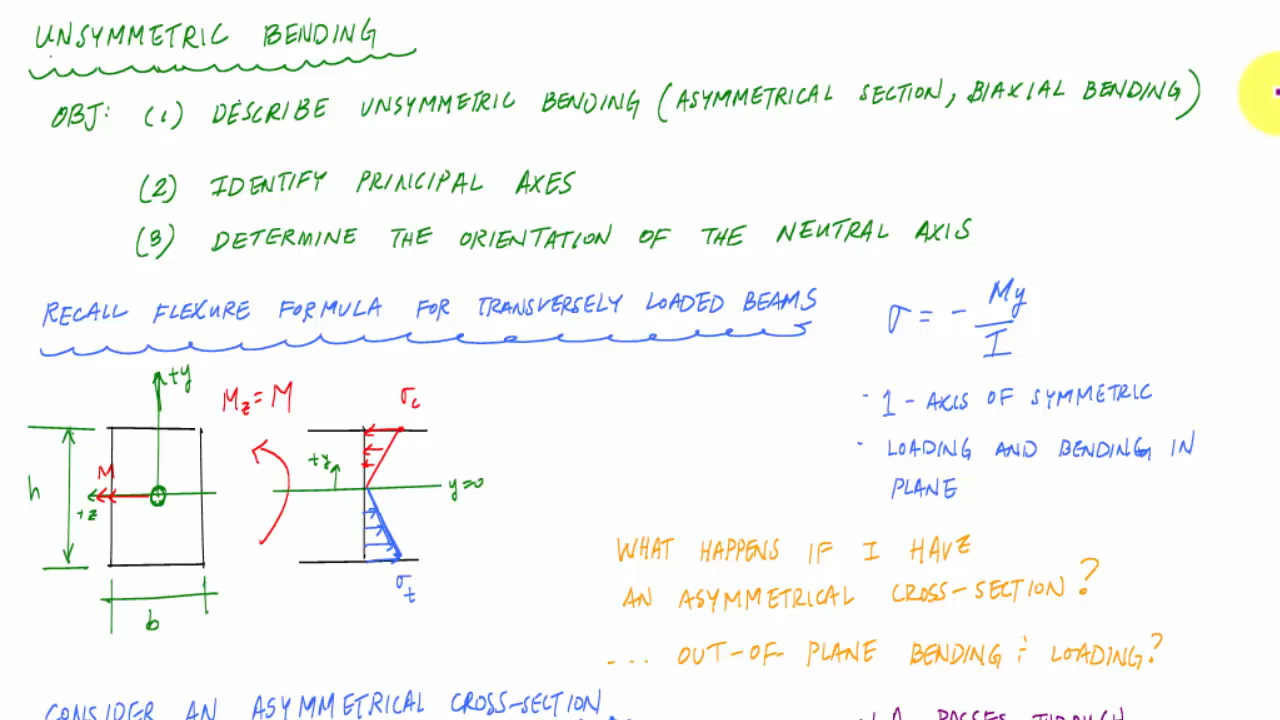 UNSYMMETRIC BENDING
OBJ: (1) DESCRIBE UNSYMMETRIC BENDING (ASYMMETRICAL SECTION, BIAXIAL BENDING)
(2) IDENTIFY PRINCIPAL AXES
(3) DETERMINE THE ORIENTATION OF THE NEUTRAL AXIS
RECALL FLEXURE FORMULA FOR TRANSVERSELY LOADED BEAMS
σ = - My/I
+y
Mz = M
σc
· 1 - AXIS OF SYMMETRIC
· LOADING AND BENDING IN
PLANE
h
M
+z
+y
y=0
b
σt
WHAT HAPPENS IF I HAVE
AN ASYMMETRICAL CROSS-SECTION?
... OUT-OF PLANE BENDING & LOADING?
CONSIDER AN ASYMMETRICAL CROSS-SECTION
PASSES THROUGH